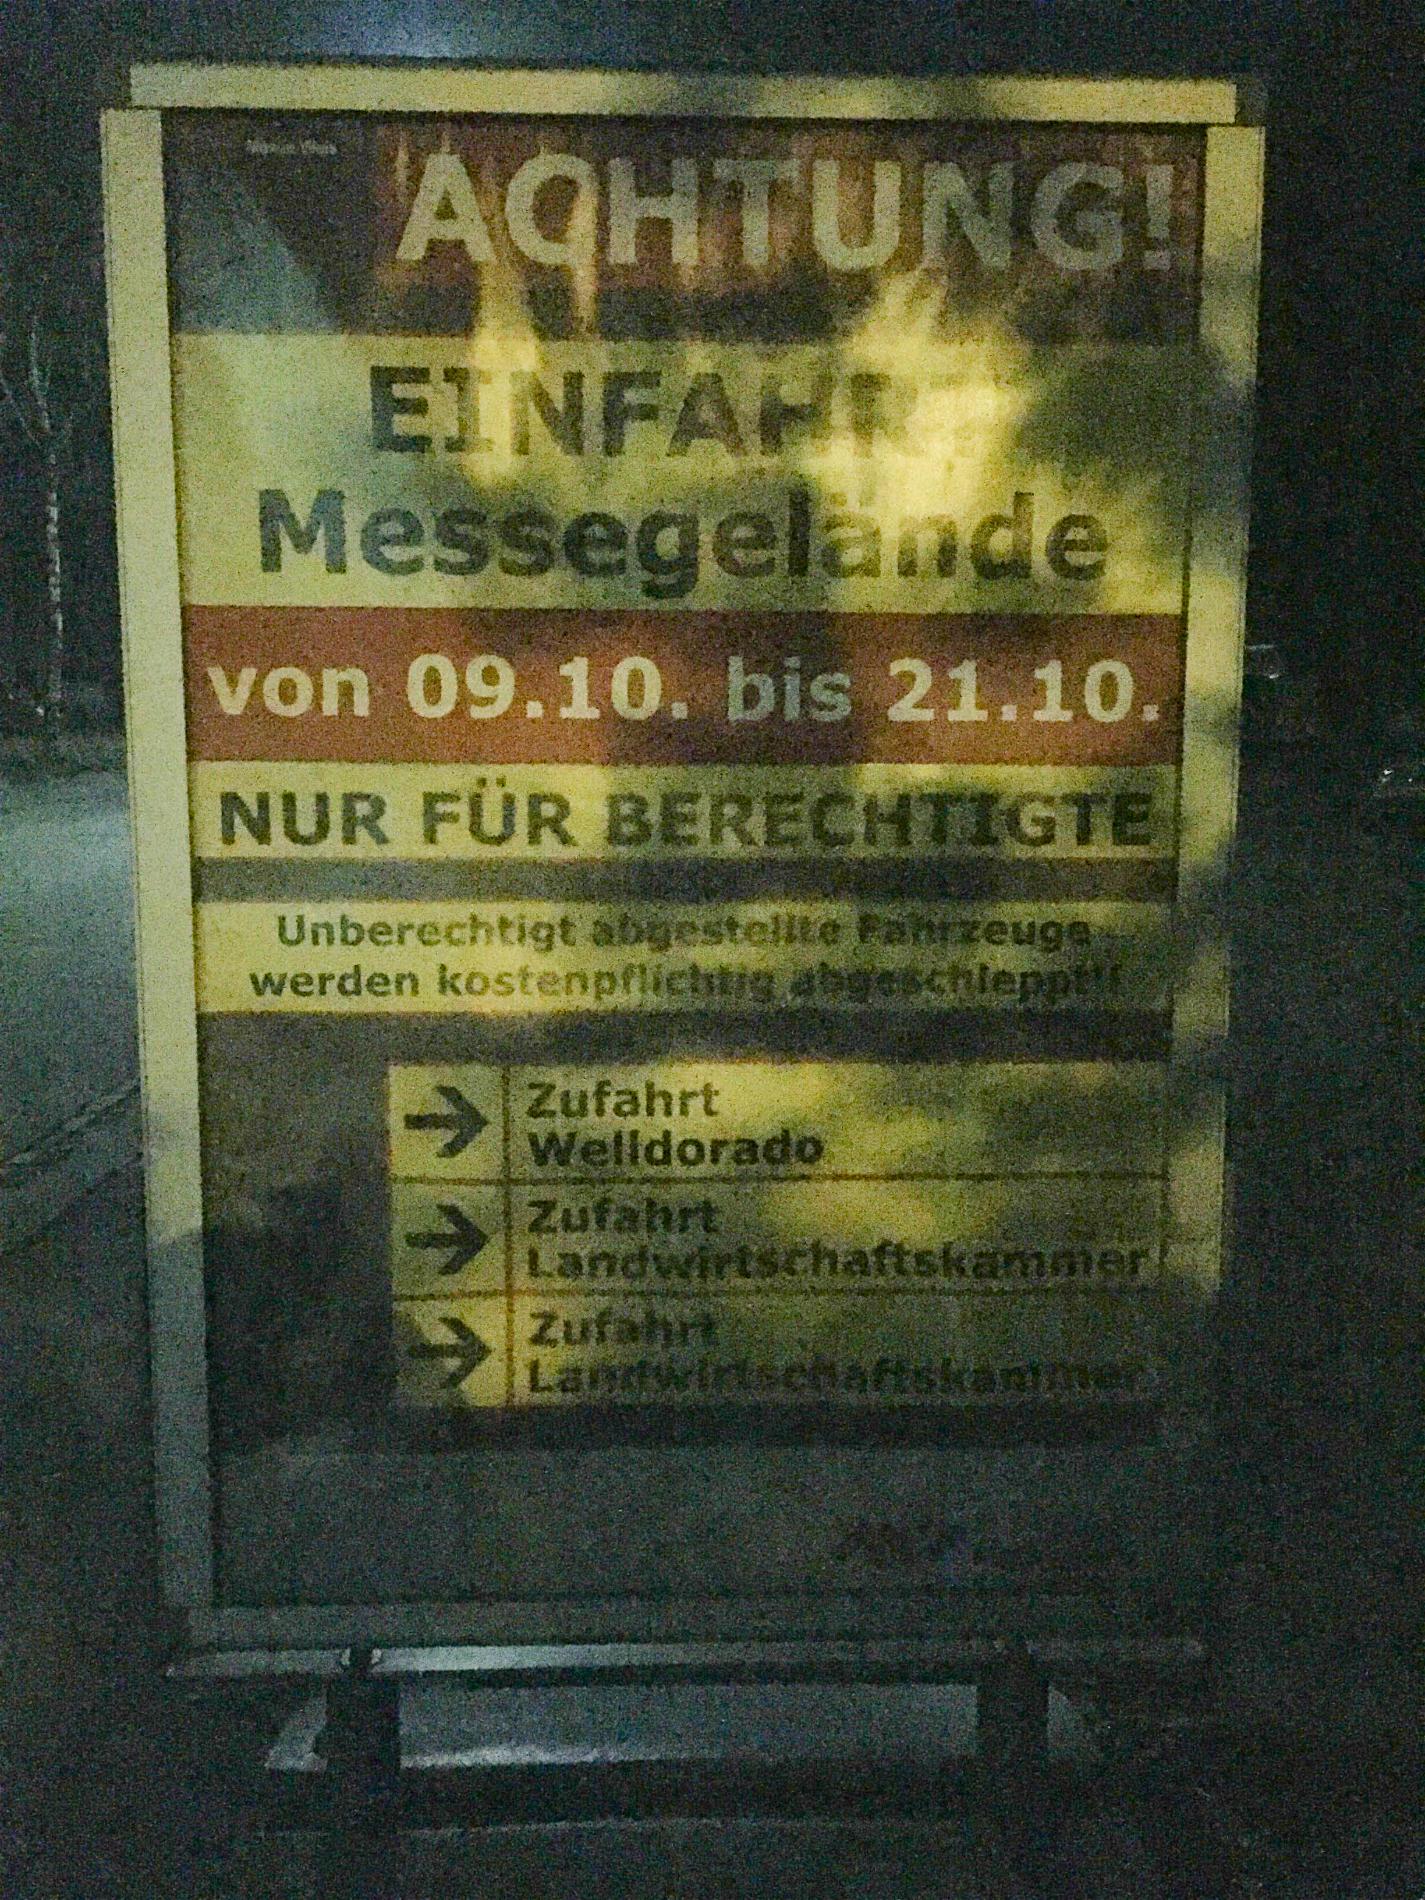 ACHTUNG!
EINFAHRT
Messegelände
von 09.10. bis 21.10.
NUR FÜR BERECHTIGTE
Unberechtigt abgestellte Fahrzeuge
werden kostenpflichtig abgeschleppt!!
Zufahrt
Welldorado
Zufahrt
Landwirtschaftskammer
Zufahrt
Landwirtschaftskammer